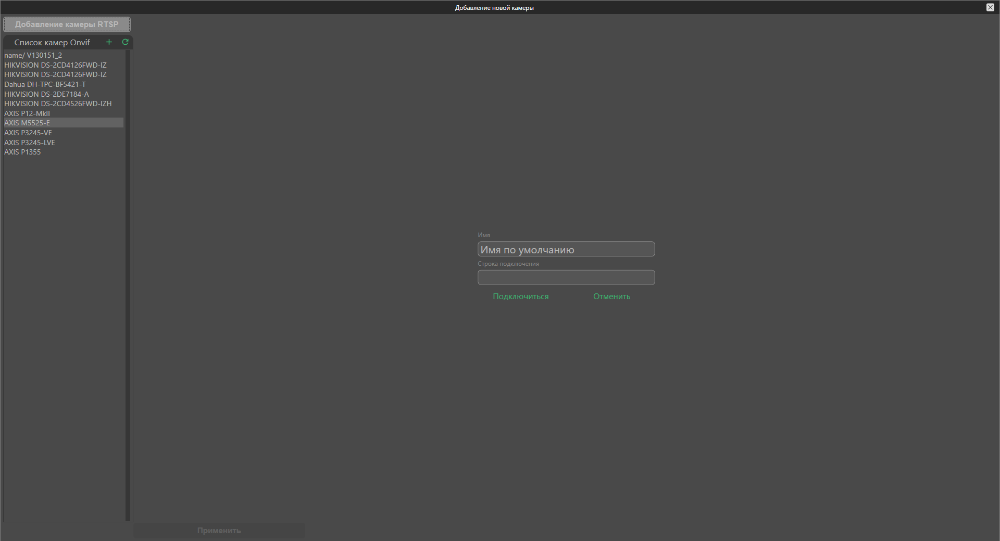 Добавление новой камеры
Добавление камеры RTSP
Список камер Onvif
name/ V130151_2
HIKVISION DS-2CD4126FWD-IZ
HIKVISION DS-2CD4126FWD-IZ
Dahua DH-TPC-BF5421-T
HIKVISION DS-2DE7184-A
HIKVISION DS-2CD4526FWD-IZH
AXIS P12-MkII
AXIS M5525-E
AXIS P3245-VE
AXIS P3245-LVE
AXIS P1355
Имя
Имя по умолчанию
Строка подключения
Подключиться Отменить
Применить